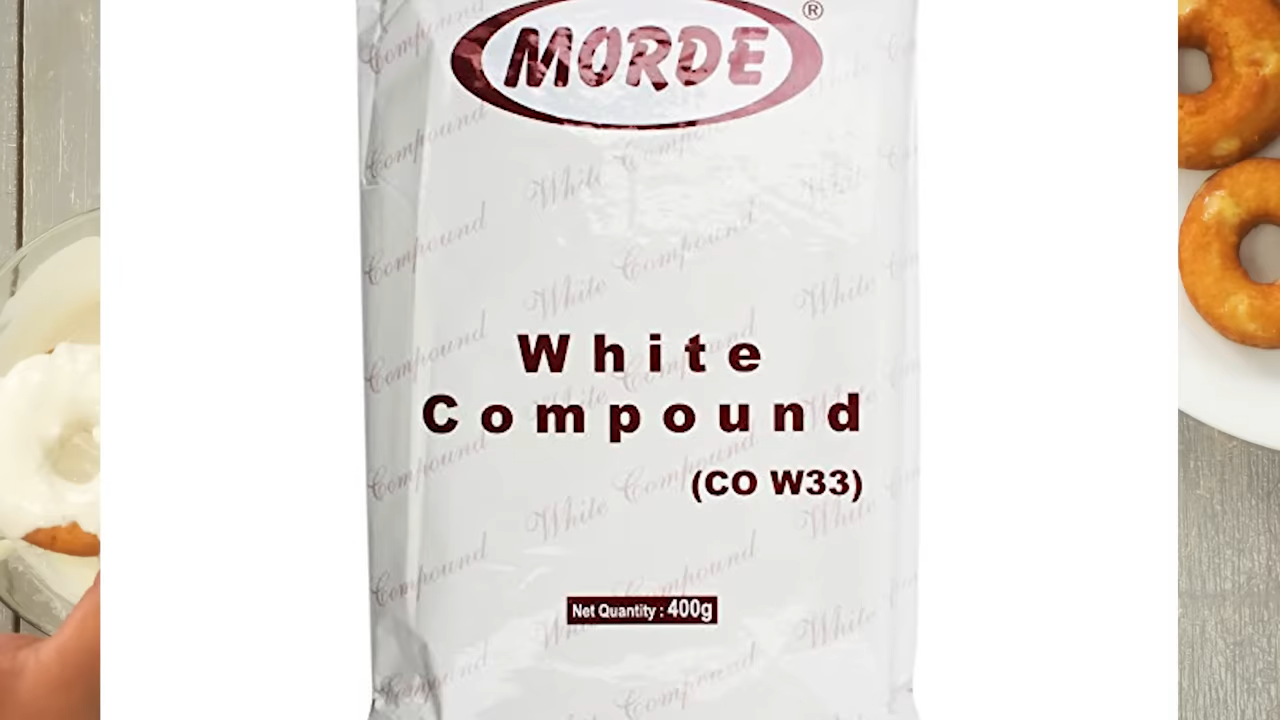 MORDE®
White
Compound
(CO W33)
Net Quantity : 400g